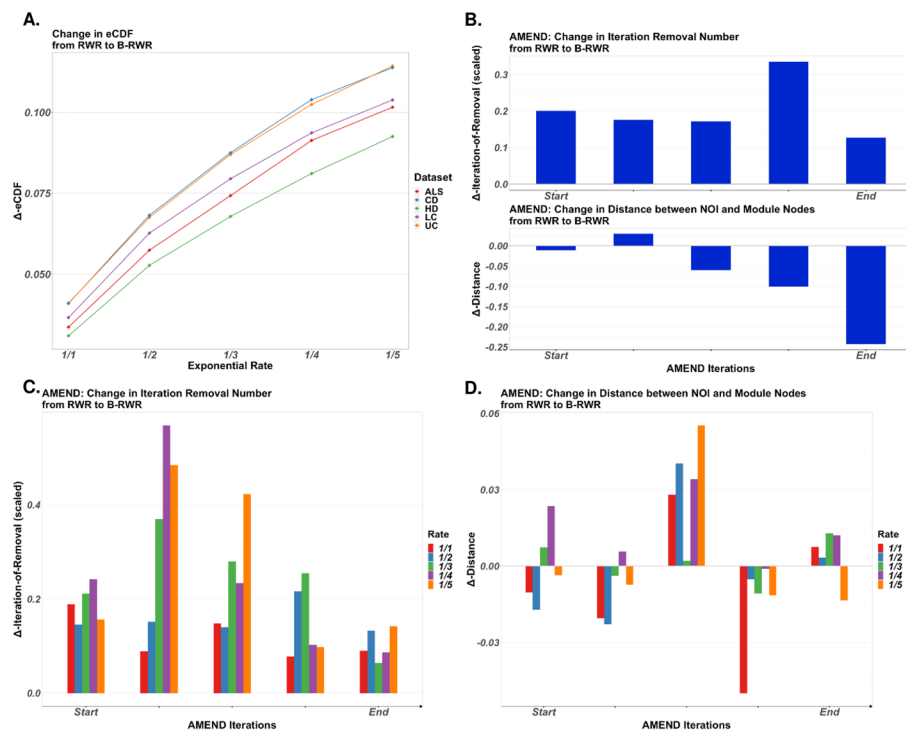 A.
Change in eCDF
from RWR to B-RWR
Δ-eCDF
0.100
0.075
0.050
1/1
1/2
1/3
1/4
1/5
Exponential Rate
Dataset
ALS
CD
HD
LC
UC
B.
AMEND: Change in Iteration Removal Number
from RWR to B-RWR
Δ-Iteration-of-Removal (scaled)
0.3
0.2
0.1
0.0
Start
End
AMEND: Change in Distance between NOI and Module Nodes
from RWR to B-RWR
Δ-Distance
0.00
-0.05
-0.10
-0.15
-0.20
-0.25
Start
End
AMEND Iterations
C.
AMEND: Change in Iteration Removal Number
from RWR to B-RWR
Δ-Iteration-of-Removal (scaled)
0.4
0.2
0.0
Start
End
AMEND Iterations
Rate
1/1
1/2
1/3
1/4
1/5
D.
AMEND: Change in Distance between NOI and Module Nodes
from RWR to B-RWR
Δ-Distance
0.06
0.03
0.00
-0.03
Start
End
AMEND Iterations
Rate
1/1
1/2
1/3
1/4
1/5